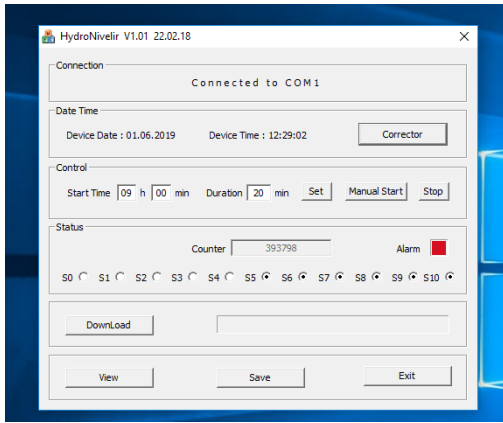 HydroNivelir V1.01 22.02.18
Connection
Connected to COM1
Date Time
Device Date : 01.06.2019 Device Time : 12:29:02 Corrector
Control
Start Time 09 h 00 min Duration 20 min Set Manual Start Stop
Status
Counter 393798 Alarm
S0 S1 S2 S3 S4 S5 S6 S7 S8 S9 S10
DownLoad
View Save Exit